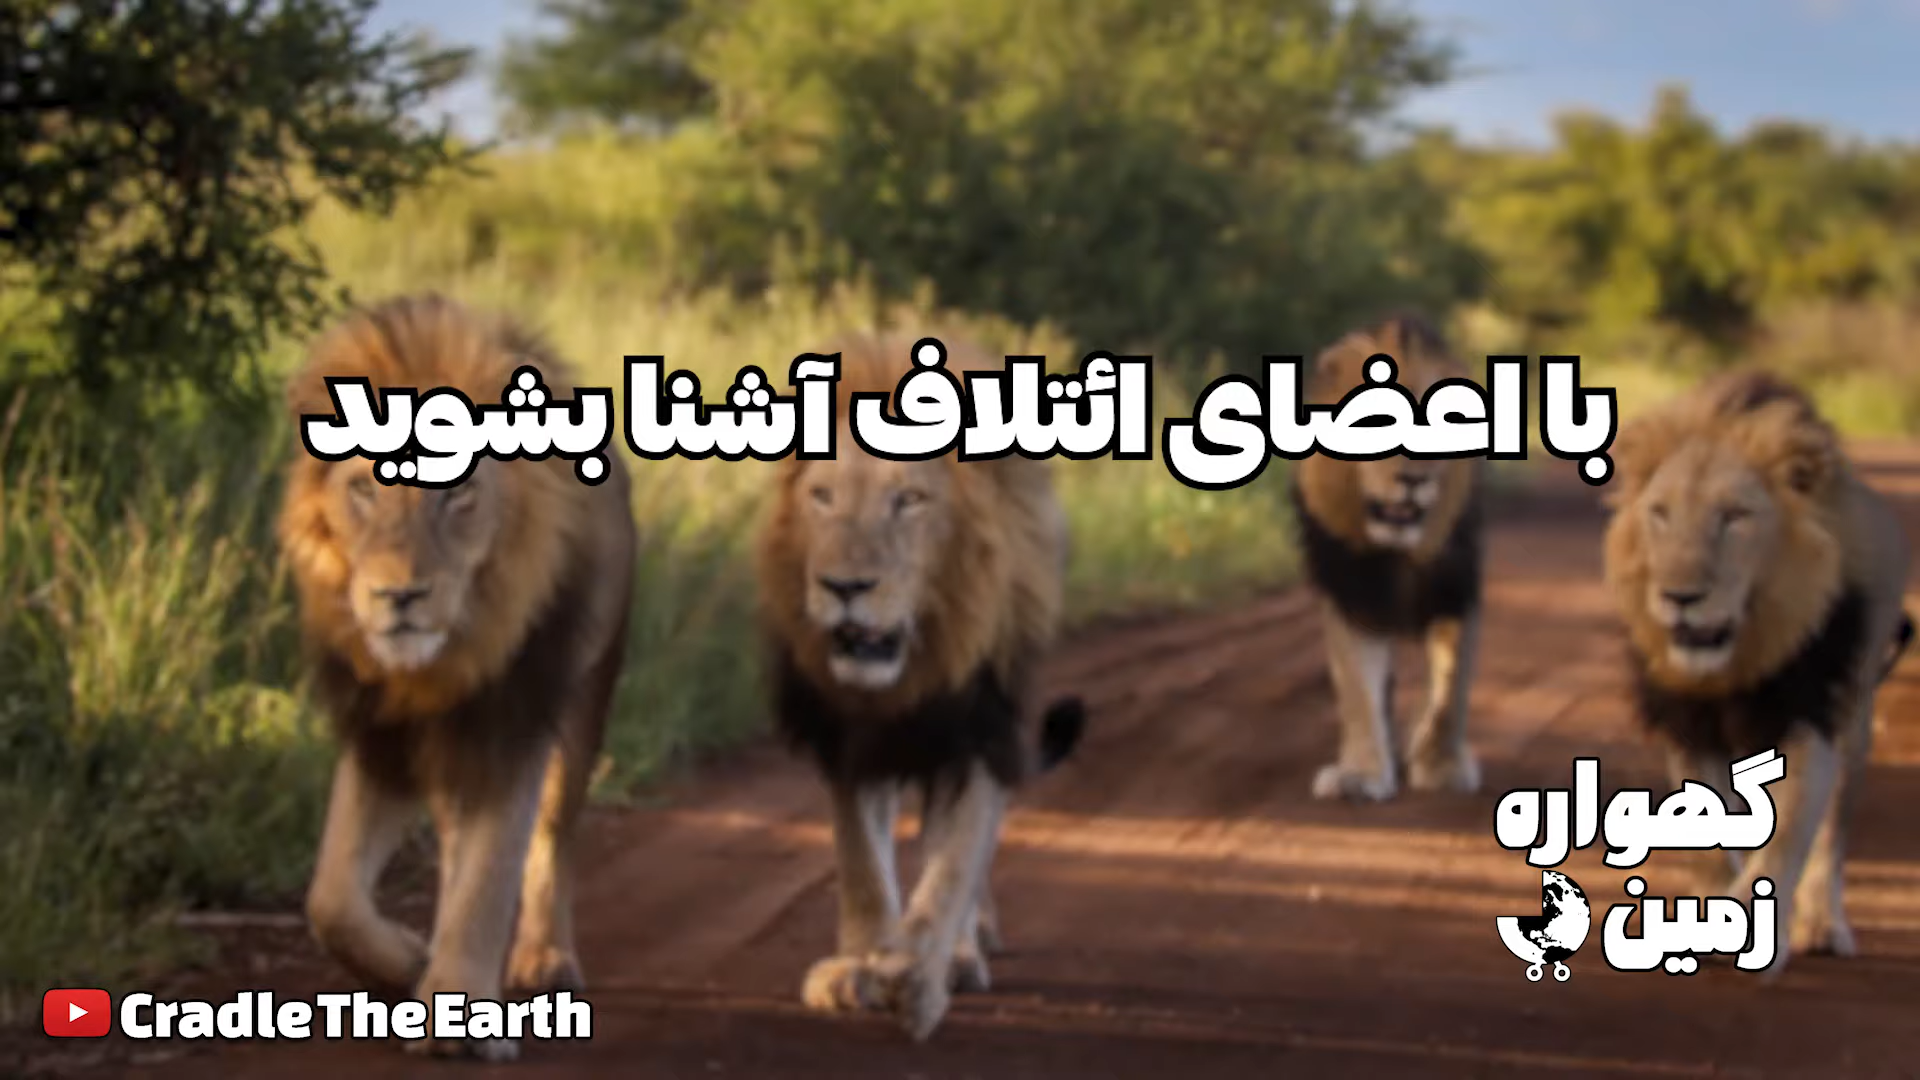 با اعضای ائتلاف آشنا بشوید
گهواره
زمین
CradleTheEarth